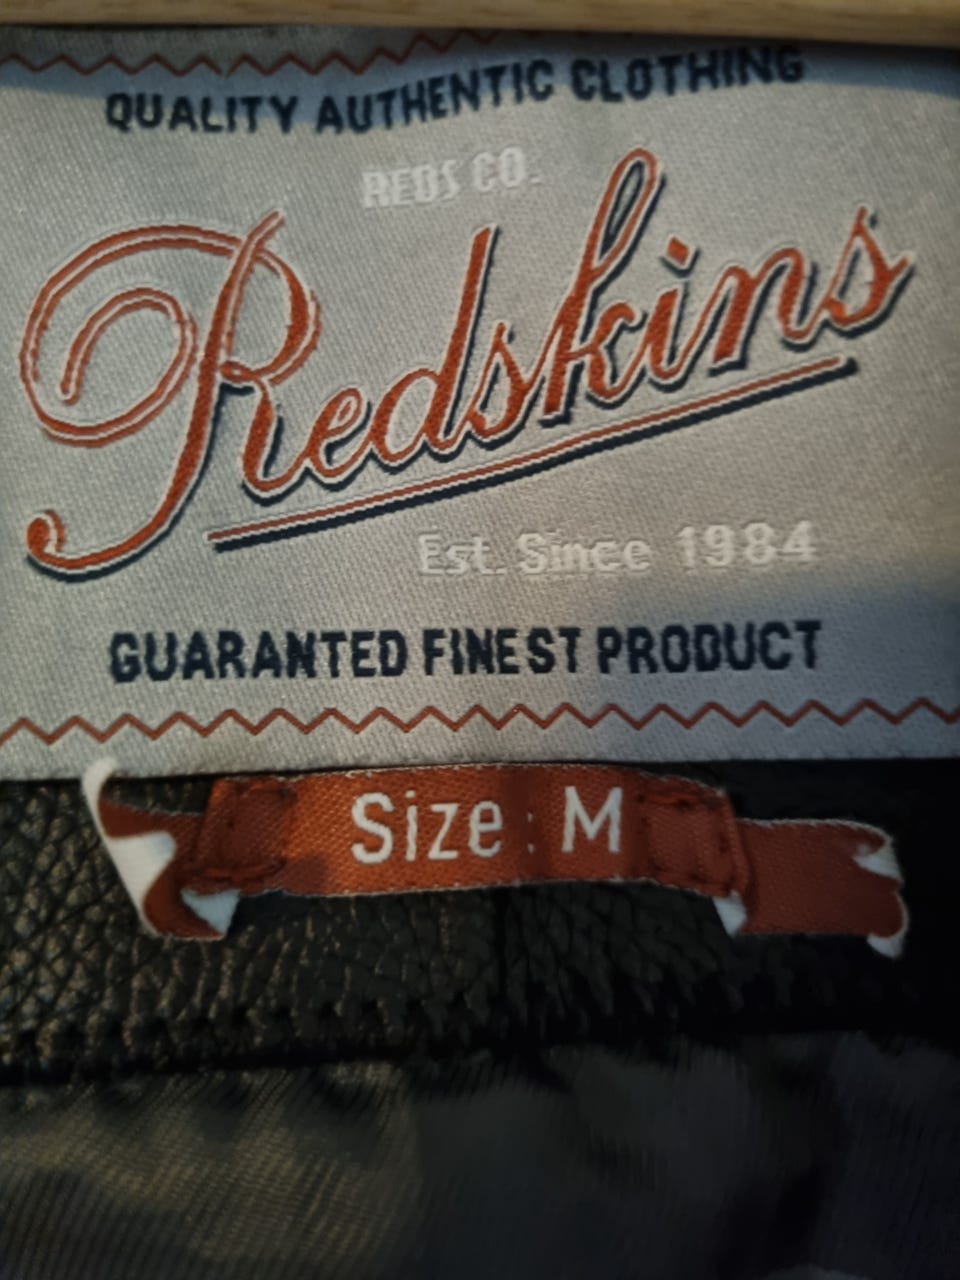 QUALITY AUTHENTIC CLOTHING
REDS CO.
Redskins
Est. Since 1984
GUARANTED FINEST PRODUCT
Size : M